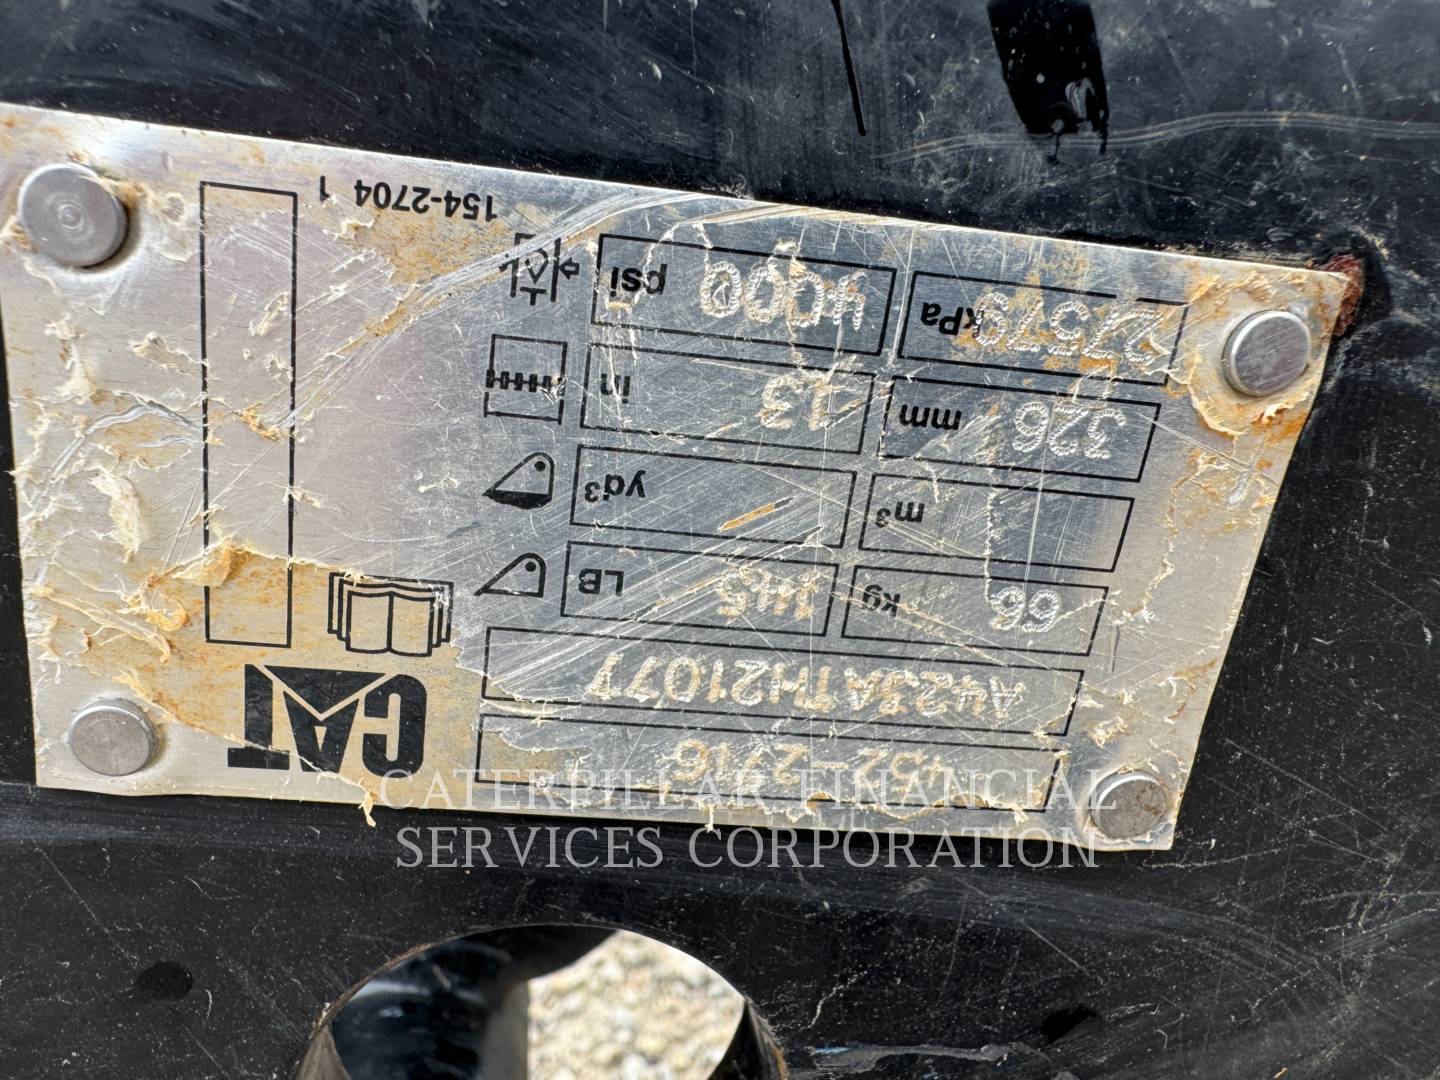 CAT
452-2716
A423ATH21077
66 kg 145 LB
m³ yd3
326 mm 13 in
27579 kPa 4000 psi
154-2704 1
CATERPILLAR FINANCIAL
SERVICES CORPORATION